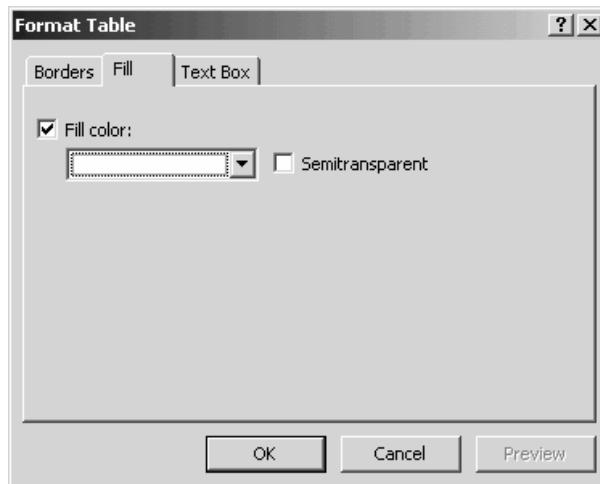 Format Table
Borders Fill Text Box
Fill color:
Semitransparent
OK Cancel Preview